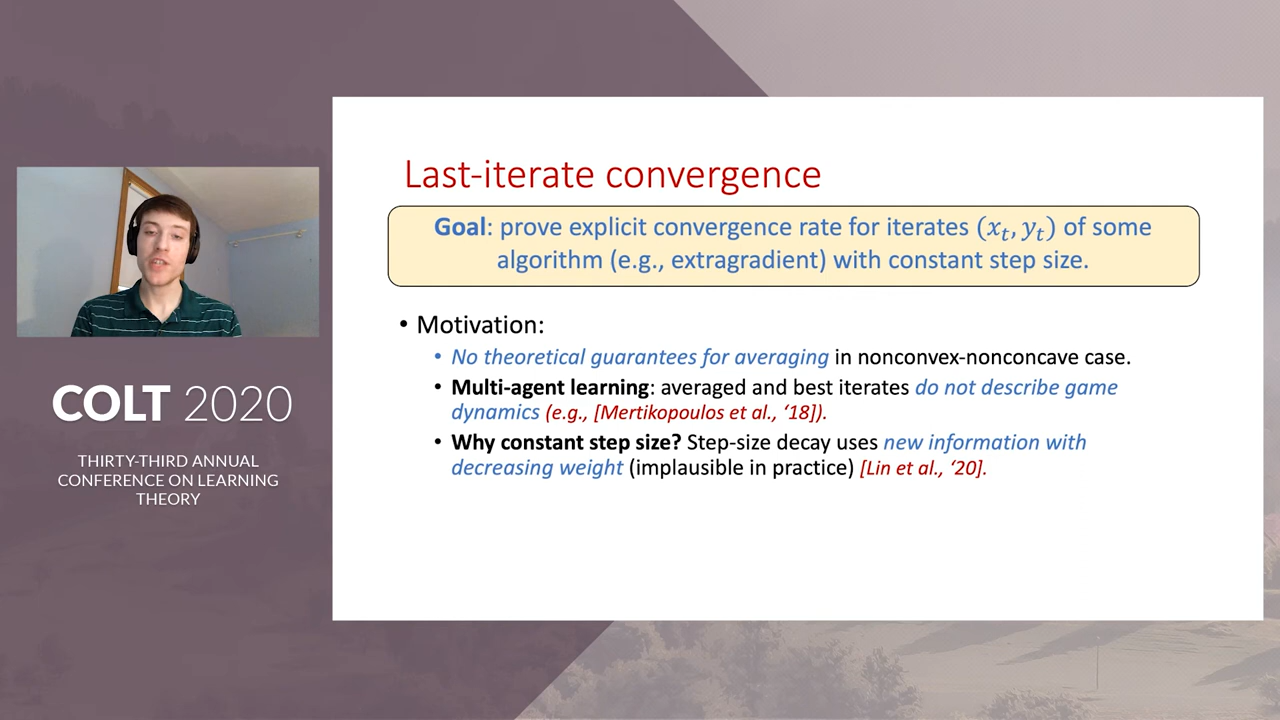 Last-iterate convergence
Goal: prove explicit convergence rate for iterates (xₜ, yₜ) of some
algorithm (e.g., extragradient) with constant step size.
• Motivation:
• No theoretical guarantees for averaging in nonconvex-nonconcave case.
• Multi-agent learning: averaged and best iterates do not describe game
dynamics (e.g., [Mertikopoulos et al., ‘18]).
• Why constant step size? Step-size decay uses new information with
decreasing weight (implausible in practice) [Lin et al., ‘20].
COLT 2020
THIRTY-THIRD ANNUAL
CONFERENCE ON LEARNING
THEORY